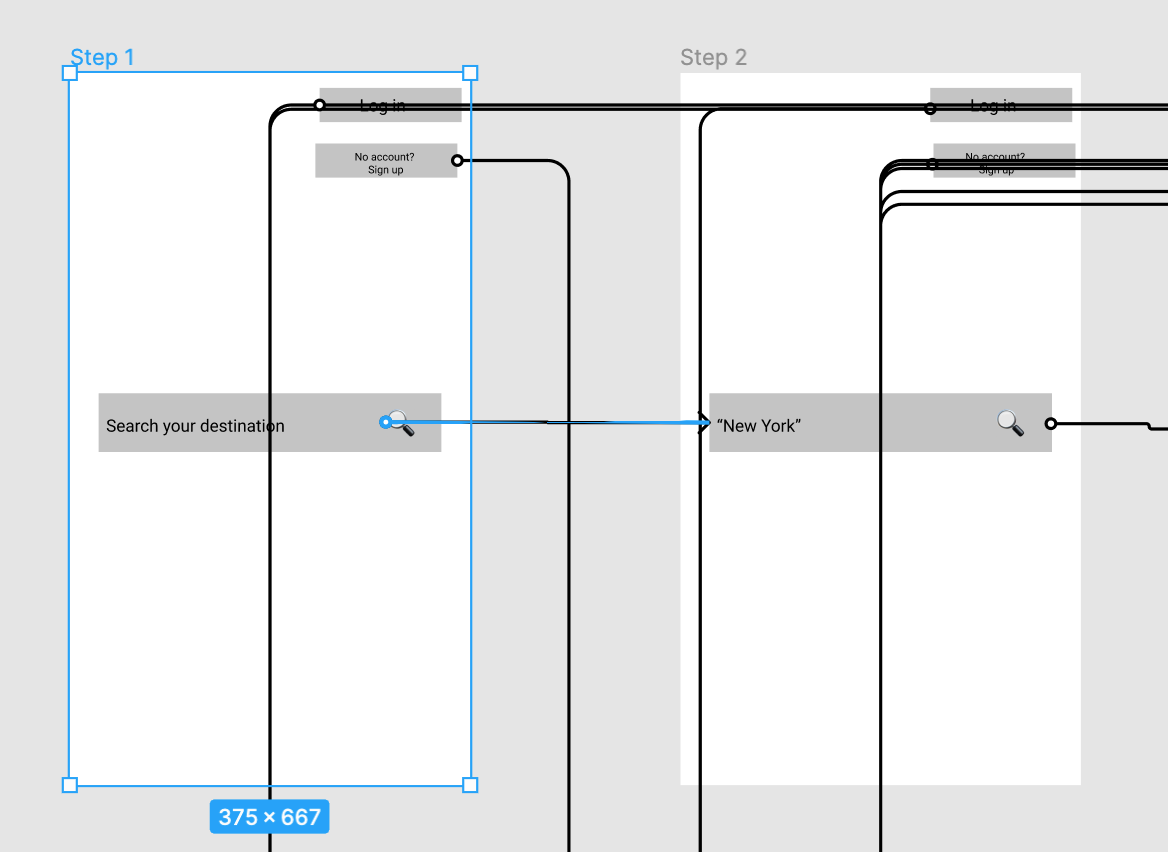 Step 1
Step 2
Log in
Log in
No account?
Sign up
No account?
Sign up
Search your destination
“New York”
375 × 667